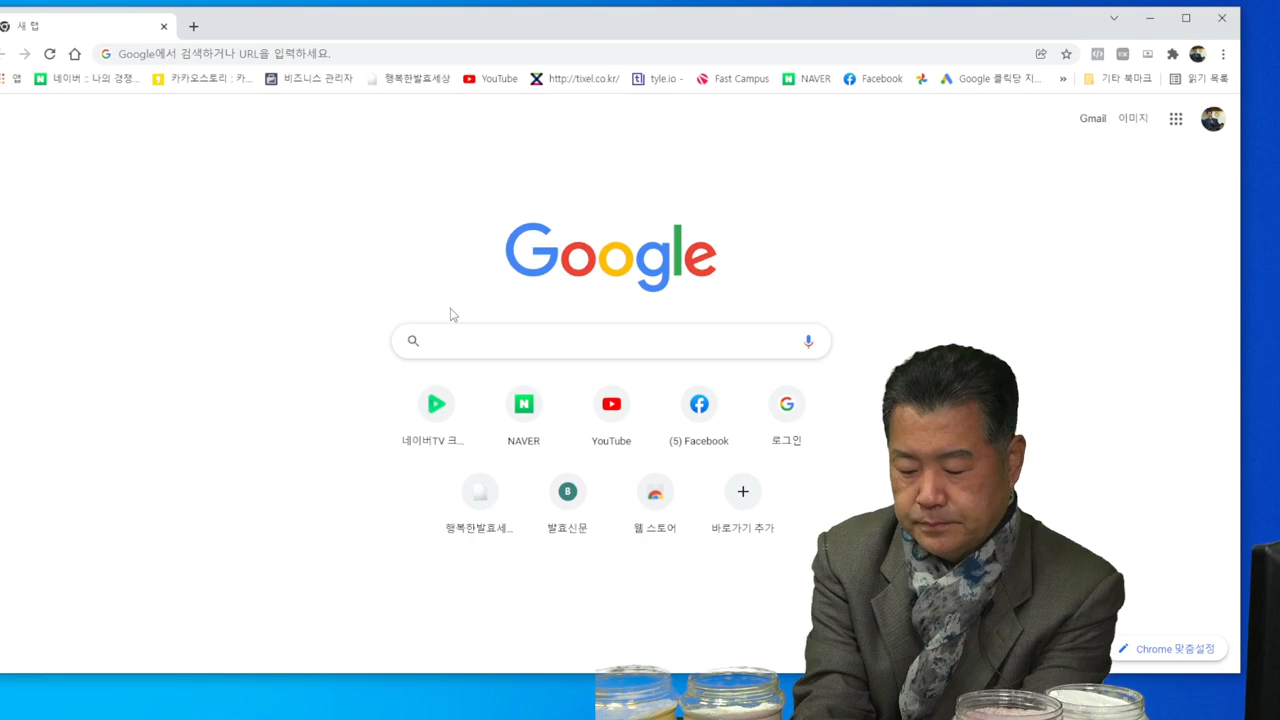 새 탭
Google에서 검색하거나 URL을 입력하세요.
앱 네이버 :: 나의 경쟁... 카카오스토리 : 카... 비즈니스 관리자 행복한발효세상 YouTube http://tixel.co.kr/ tyle.io - Fast Campus NAVER Facebook Google 클릭당 지... » 기타 북마크 읽기 목록
Gmail 이미지
Google
네이버TV 크... NAVER YouTube (5) Facebook 로그인
행복한발효세... 발효신문 웹 스토어 바로가기 추가
Chrome 맞춤설정